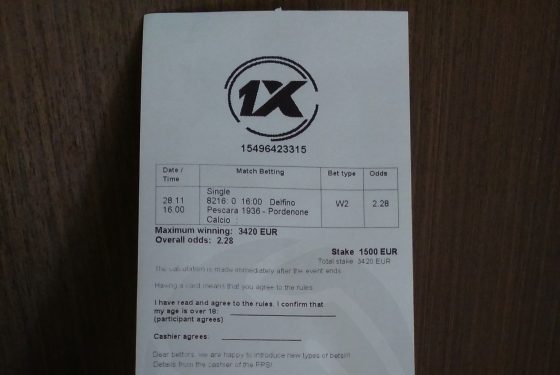 1X
15496423315
Date / Time Match Betting Bet type Odds
28.11 16.00 Single W2 2.28
8216: 0 16:00 Delfino
Pescara 1936 - Pordenone
Calcio :
Maximum winning: 3420 EUR
Overall odds: 2.28
Stake 1500 EUR
Total stake 3420 EUR
The calculation is made immediately after the event ends
Having a card means that you agree to the rules
I have read and agree to the rules. I confirm that
my age is over 18:
(participant agrees)
Cashier agrees:
Dear bettors, we are happy to introduce new types of bets!!!
Details from the cashier of the PPS!